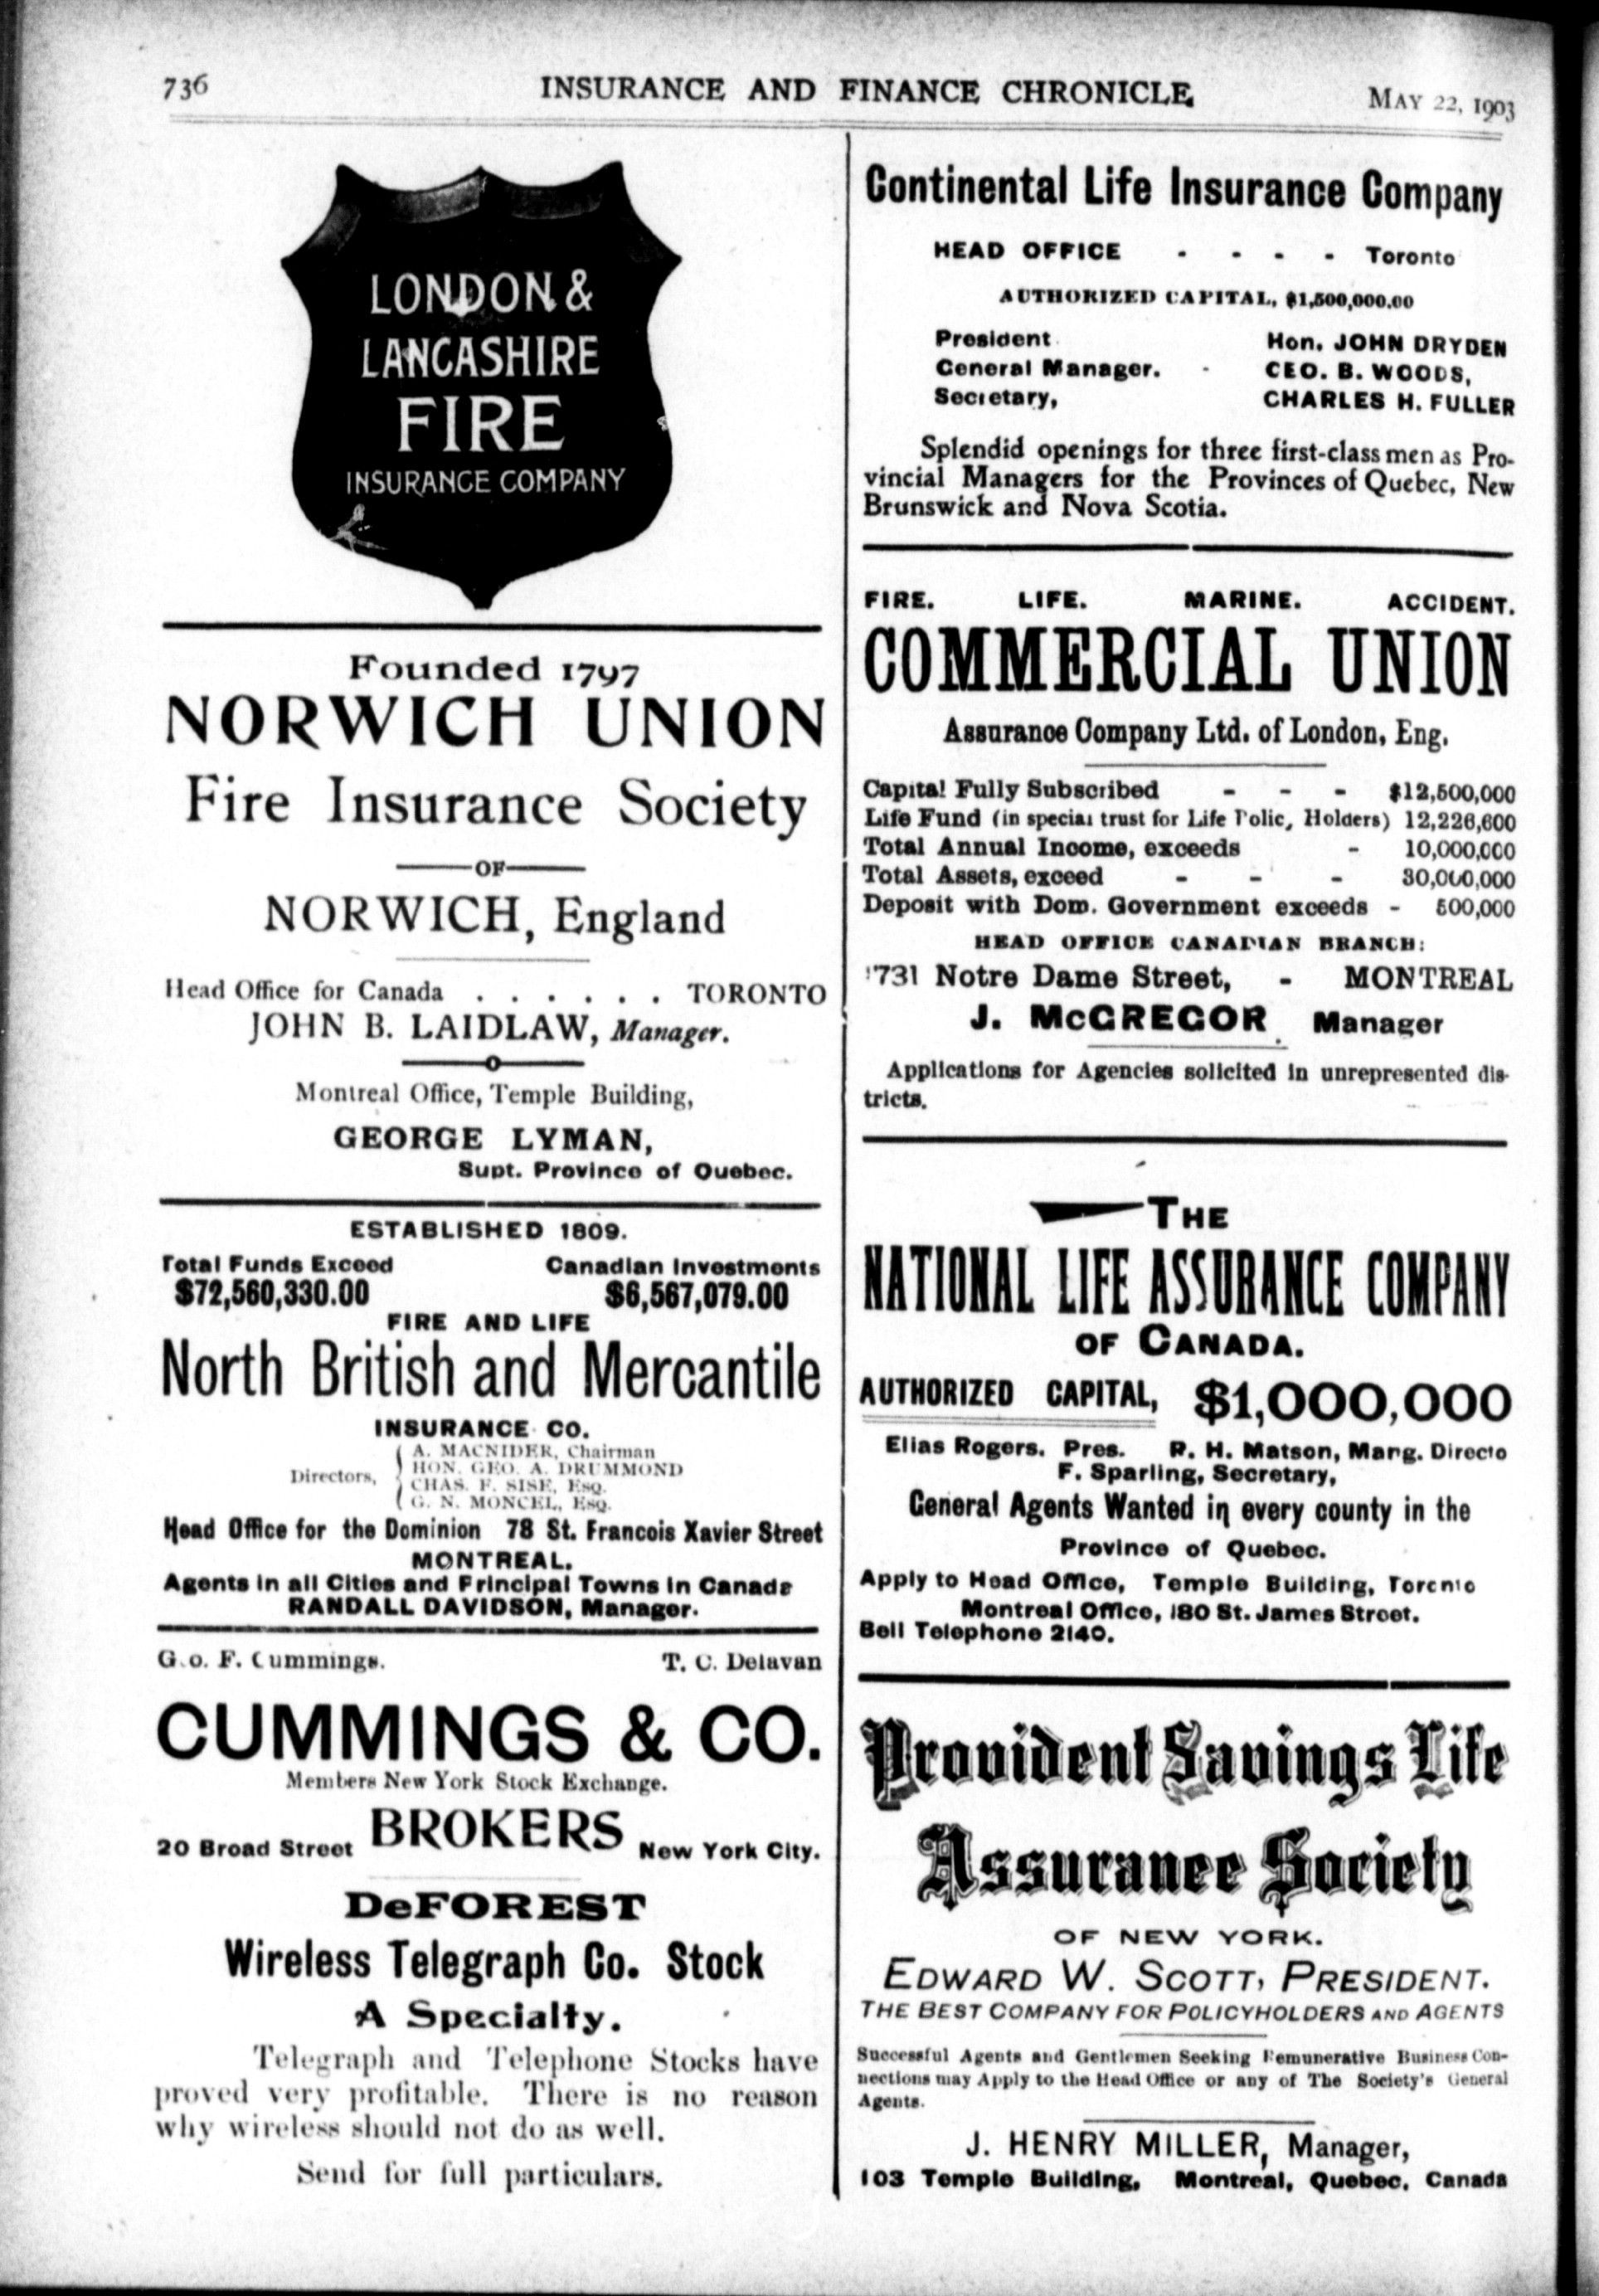 736
INSURANCE AND FINANCE CHRONICLE
MAY 22, 1903
LONDON &
LANCASHIRE
FIRE
INSURANCE COMPANY
Founded 1797
NORWICH UNION
Fire Insurance Society
OF
NORWICH, England
Head Office for Canada . . . . . . TORONTO
JOHN B. LAIDLAW, Manager.
Montreal Office, Temple Building,
GEORGE LYMAN,
Supt. Province of Quebec.
ESTABLISHED 1809.
Total Funds Exceed Canadian Investments
$72,560,330.00 $6,567,079.00
FIRE AND LIFE
North British and Mercantile
INSURANCE CO.
Directors,
A. MACNIDER, Chairman
HON. GEO. A. DRUMMOND
CHAS. F. SISE, ESQ.
G. N. MONCEL, ESQ.
Head Office for the Dominion 78 St. Francois Xavier Street
MONTREAL.
Agents in all Cities and Principal Towns in Canada
RANDALL DAVIDSON, Manager.
G.o. F. Cummings. T. C. Delavan
CUMMINGS & CO.
Members New York Stock Exchange.
20 Broad Street BROKERS New York City.
DeFOREST
Wireless Telegraph Co. Stock
A Specialty.
Telegraph and Telephone Stocks have
proved very profitable. There is no reason
why wireless should not do as well.
Send for full particulars.
Continental Life Insurance Company
HEAD OFFICE - - - - Toronto
AUTHORIZED CAPITAL, $1,500,000.00
President Hon. JOHN DRYDEN
General Manager. - GEO. B. WOODS,
Secretary, CHARLES H. FULLER
Splendid openings for three first-class men as Pro-
vincial Managers for the Provinces of Quebec, New
Brunswick and Nova Scotia.
FIRE. LIFE. MARINE. ACCIDENT.
COMMERCIAL UNION
Assurance Company Ltd. of London, Eng.
Capital Fully Subscribed - - - $12,500,000
Life Fund (in special trust for Life Polic, Holders) 12,226,600
Total Annual Income, exceeds - 10,000,000
Total Assets, exceed - - - 30,000,000
Deposit with Dom. Government exceeds - 500,000
HEAD OFFICE CANADIAN BRANCH:
1731 Notre Dame Street, - MONTREAL
J. McGREGOR Manager
Applications for Agencies solicited in unrepresented dis-
tricts.
THE
NATIONAL LIFE ASSURANCE COMPANY
OF CANADA.
AUTHORIZED CAPITAL, $1,000,000
Elias Rogers. Pres. R. H. Matson, Mang. Directo
F. Sparling, Secretary,
General Agents Wanted in every county in the
Province of Quebec.
Apply to Head Office, Temple Building, Toronto
Montreal Office, 180 St. James Street.
Bell Telephone 2140.
Provident Savings Life
Assurance Society
OF NEW YORK.
EDWARD W. SCOTT, PRESIDENT.
THE BEST COMPANY FOR POLICYHOLDERS AND AGENTS
Successful Agents and Gentlemen Seeking Remunerative Business Con-
nections may Apply to the Head Office or any of The Society's General
Agents.
J. HENRY MILLER, Manager,
103 Temple Building, Montreal, Quebec, Canada